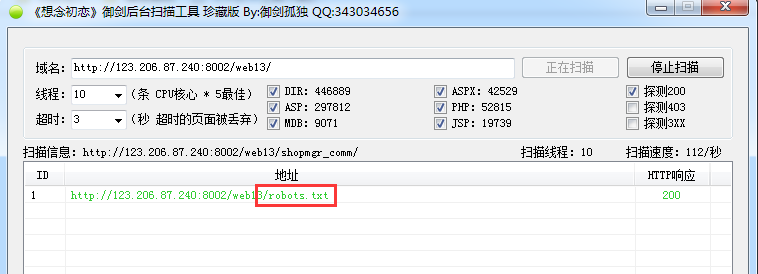 《想念初恋》御剑后台扫描工具 珍藏版 By:御剑孤独 QQ:343034656
域名: http://123.206.87.240:8002/web13/ 正在扫描 停止扫描
线程: 10 (条 CPU核心 * 5最佳) DIR: 446889 ASPX: 42529 探测200
ASP: 297812 PHP: 52815 探测403
超时: 3 (秒 超时的页面被丢弃) MDB: 9071 JSP: 19739 探测3XX
扫描信息: http://123.206.87.240:8002/web13/shopmgr_comm/ 扫描线程: 10 扫描速度: 112/秒
ID 地址 HTTP响应
1 http://123.206.87.240:8002/web13/robots.txt 200